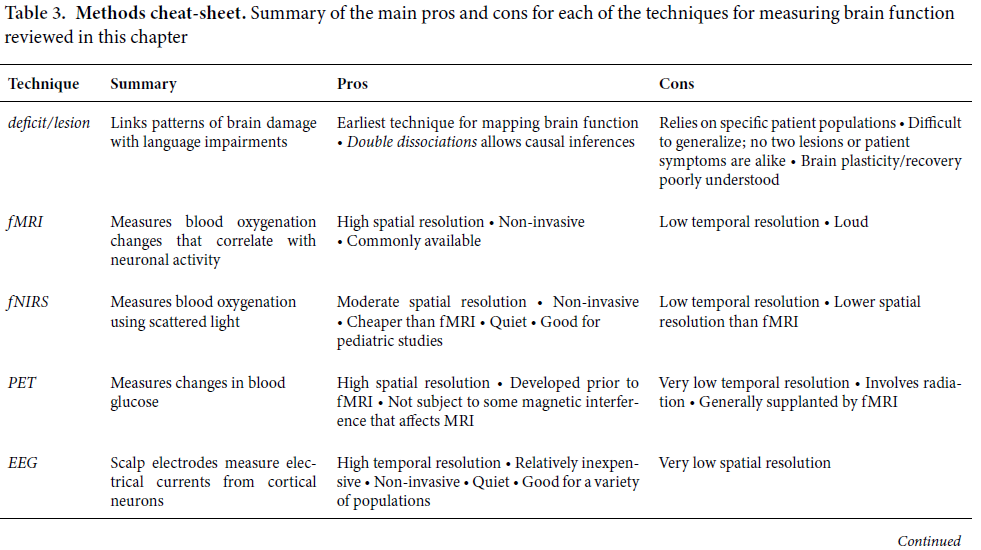 Table 3. Methods cheat-sheet. Summary of the main pros and cons for each of the techniques for measuring brain function
reviewed in this chapter
Technique Summary Pros Cons
deficit/lesion Links patterns of brain damage Earliest technique for mapping brain function Relies on specific patient populations • Difficult
with language impairments • Double dissociations allows causal inferences to generalize; no two lesions or patient
symptoms are alike • Brain plasticity/recovery
poorly understood
fMRI Measures blood oxygenation High spatial resolution • Non-invasive Low temporal resolution • Loud
changes that correlate with • Commonly available
neuronal activity
fNIRS Measures blood oxygenation Moderate spatial resolution • Non-invasive Low temporal resolution • Lower spatial
using scattered light • Cheaper than fMRI • Quiet • Good for resolution than fMRI
pediatric studies
PET Measures changes in blood High spatial resolution • Developed prior to Very low temporal resolution • Involves radia-
glucose fMRI • Not subject to some magnetic interfer- tion • Generally supplanted by fMRI
ence that affects MRI
EEG Scalp electrodes measure elec- High temporal resolution • Relatively inexpen- Very low spatial resolution
trical currents from cortical sive • Non-invasive • Quiet • Good for a variety
neurons of populations
Continued